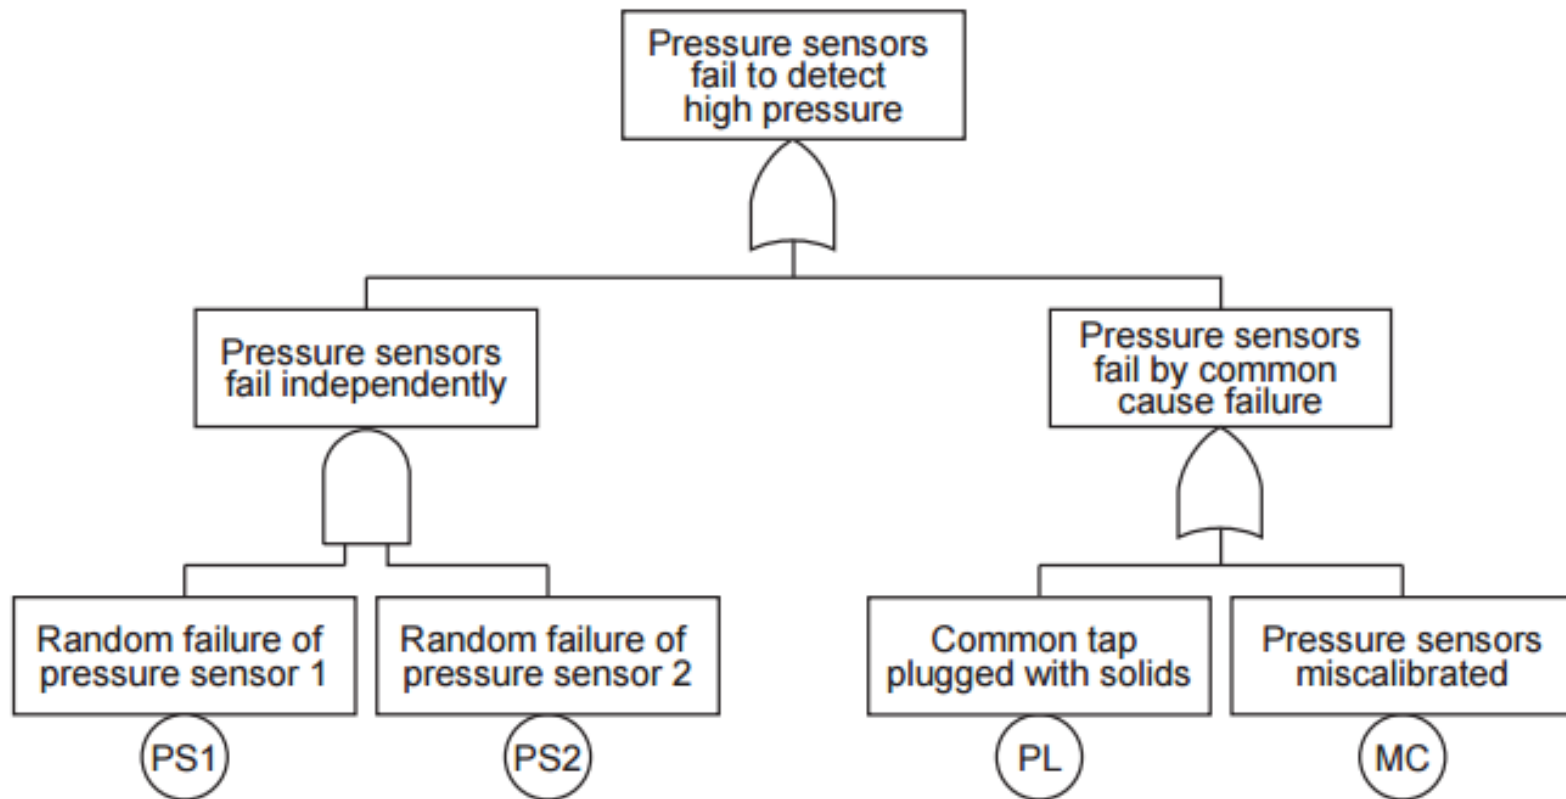 Pressure sensors
fail to detect
high pressure
Pressure sensors
fail independently
Pressure sensors
fail by common
cause failure
Random failure of
pressure sensor 1
Random failure of
pressure sensor 2
Common tap
plugged with solids
Pressure sensors
miscalibrated
PS1
PS2
PL
MC